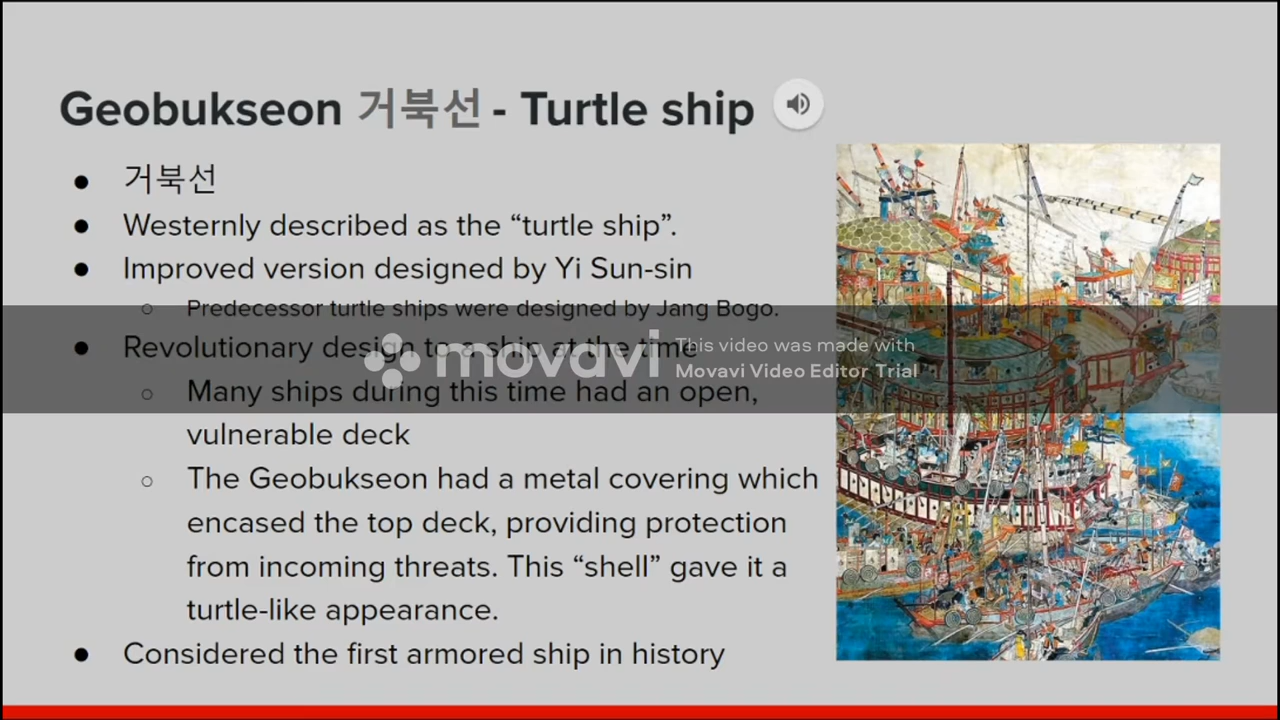 Geobukseon 거북선 - Turtle ship
거북선
Westernly described as the “turtle ship”.
Improved version designed by Yi Sun-sin
Predecessor turtle ships were designed by Jang Bogo.
Revolutionary design to a ship at the time
movavi
This video was made with
Movavi Video Editor Trial
Many ships during this time had an open,
vulnerable deck
The Geobukseon had a metal covering which
encased the top deck, providing protection
from incoming threats. This “shell” gave it a
turtle-like appearance.
Considered the first armored ship in history